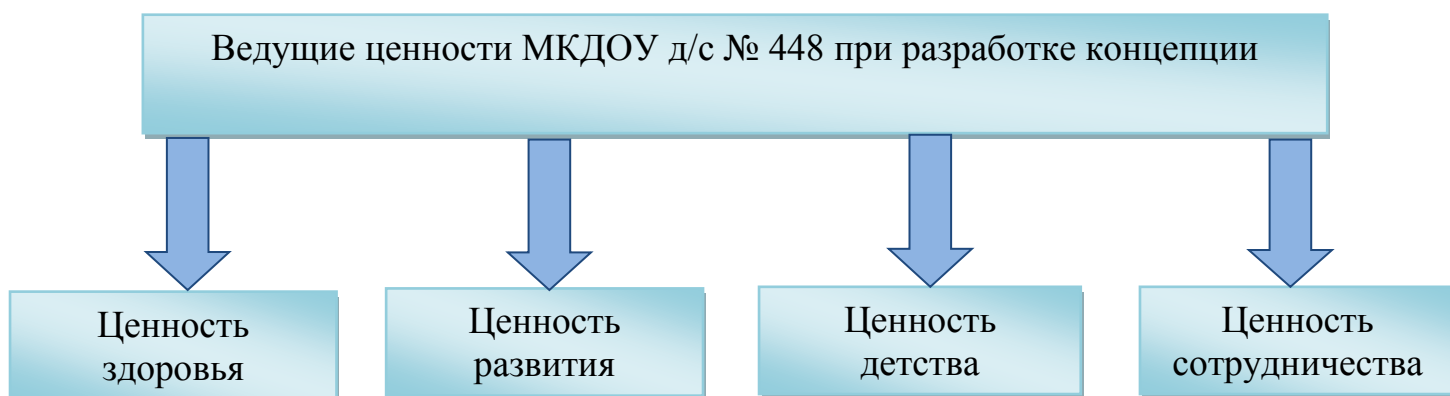 Ведущие ценности МКДОУ д/с № 448 при разработке концепции
Ценность
здоровья
Ценность
развития
Ценность
детства
Ценность
сотрудничества